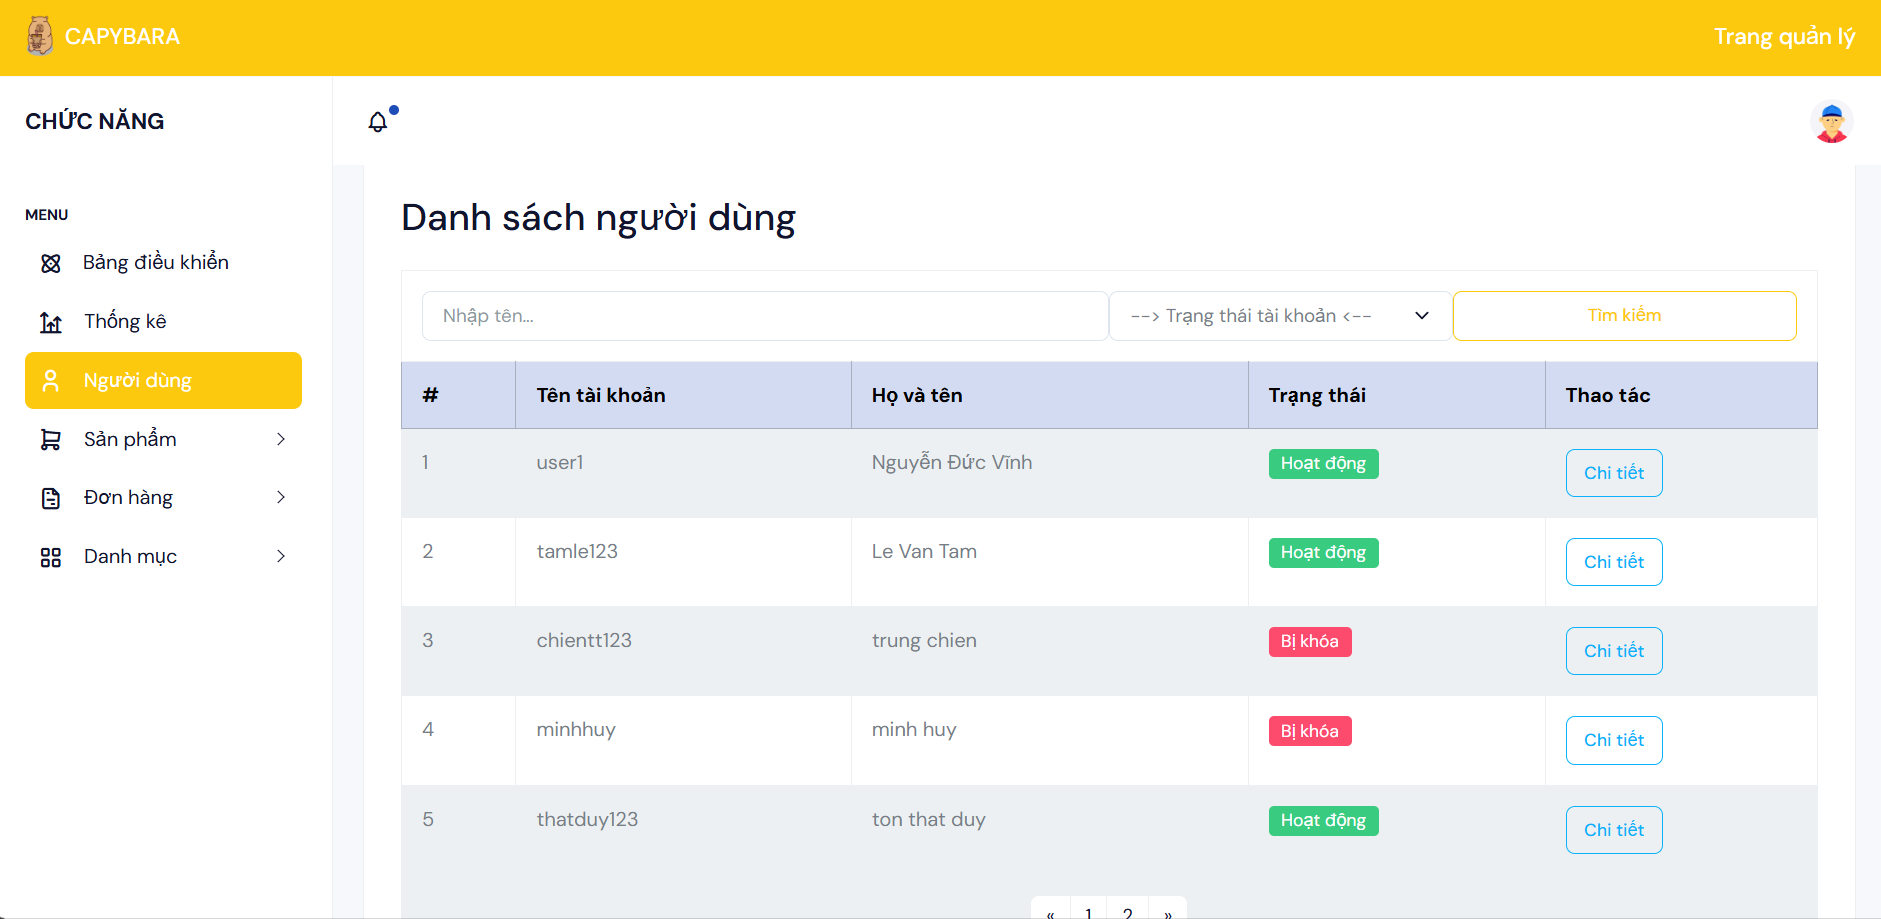 CAPYBARA
Trang quản lý
CHỨC NĂNG
MENU
Bảng điều khiển
Thống kê
Người dùng
Sản phẩm
Đơn hàng
Danh mục
Danh sách người dùng
Nhập tên...
--> Trạng thái tài khoản <--
Tìm kiếm
# Tên tài khoản Họ và tên Trạng thái Thao tác
1 user1 Nguyễn Đức Vĩnh Hoạt động Chi tiết
2 tamle123 Le Van Tam Hoạt động Chi tiết
3 chientt123 trung chien Bị khóa Chi tiết
4 minhhuy minh huy Bị khóa Chi tiết
5 thatduy123 ton that duy Hoạt động Chi tiết
« 1 2 »